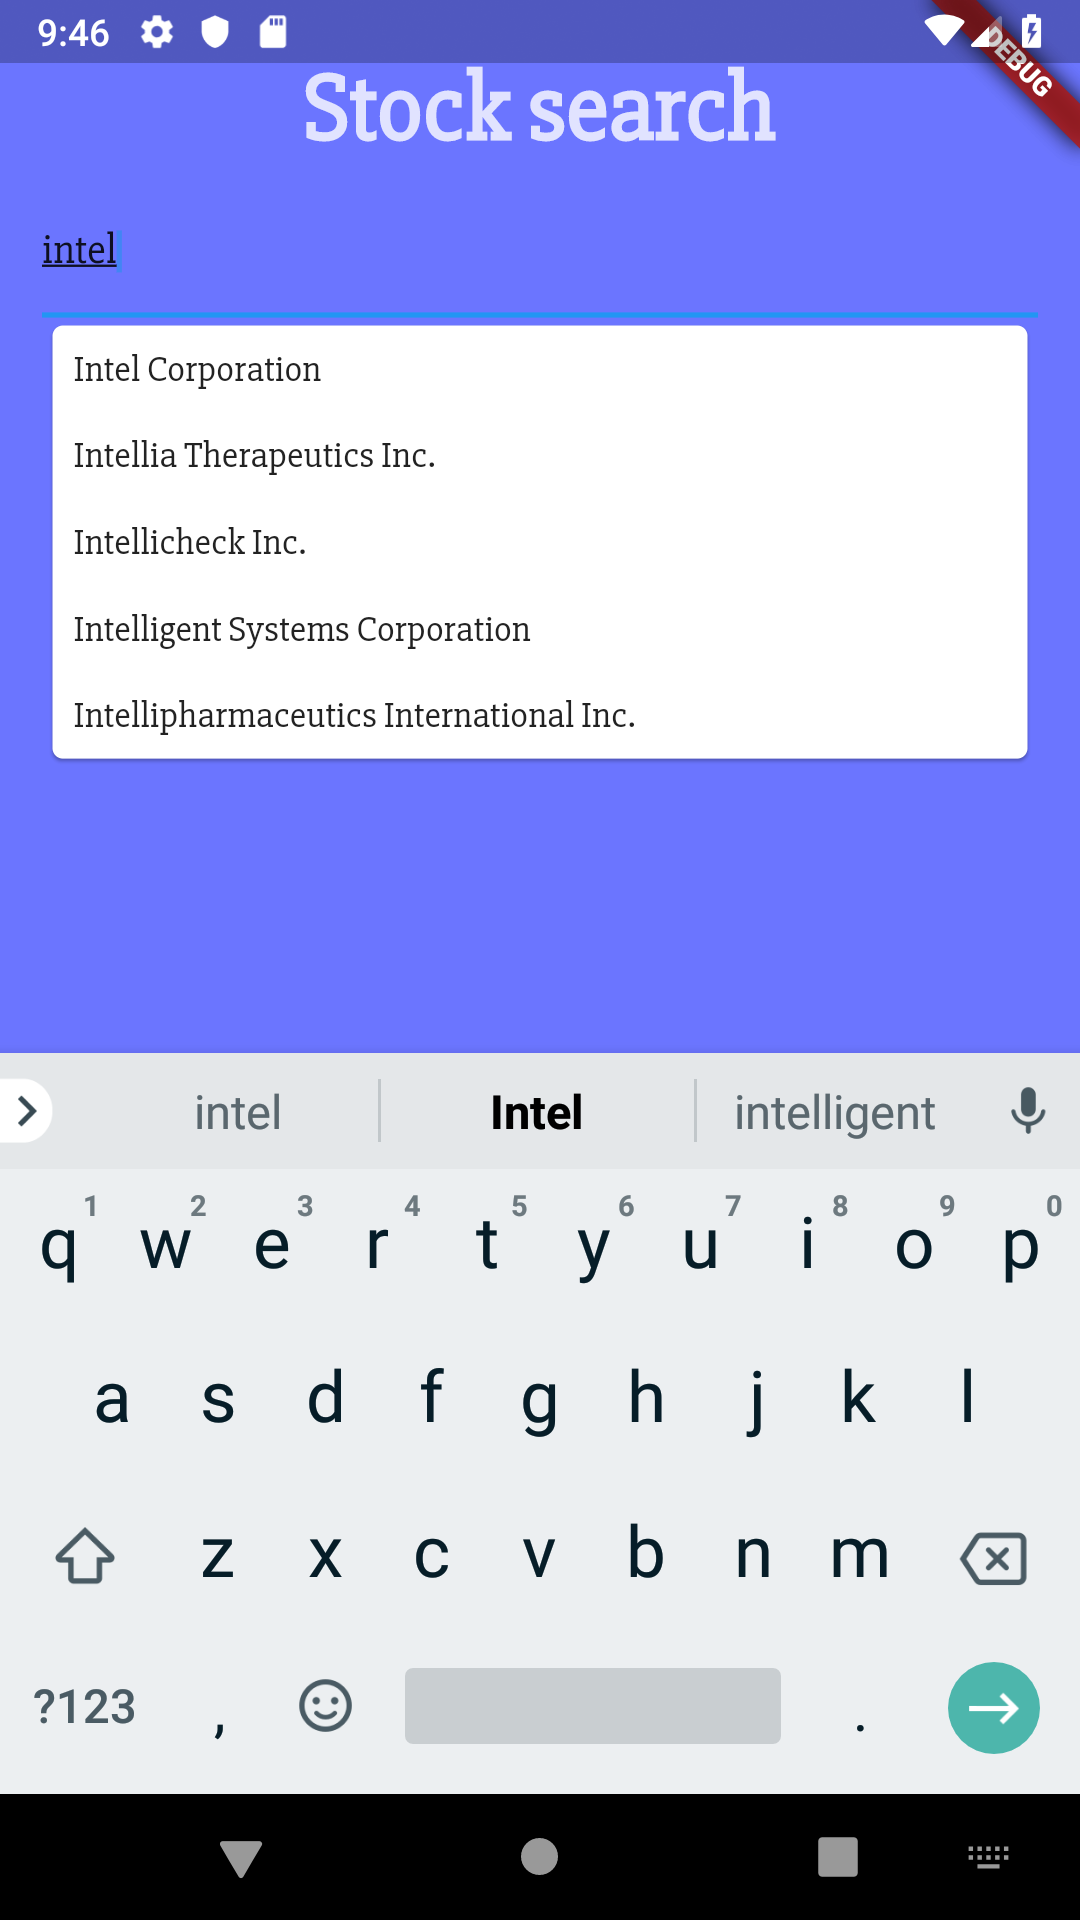 9:46
DEBUG
Stock search
intel
Intel Corporation
Intellia Therapeutics Inc.
Intellicheck Inc.
Intelligent Systems Corporation
Intellipharmaceutics International Inc.
intel Intel intelligent
1 2 3 4 5 6 7 8 9 0
q w e r t y u i o p
a s d f g h j k l
z x c v b n m
?123 , .